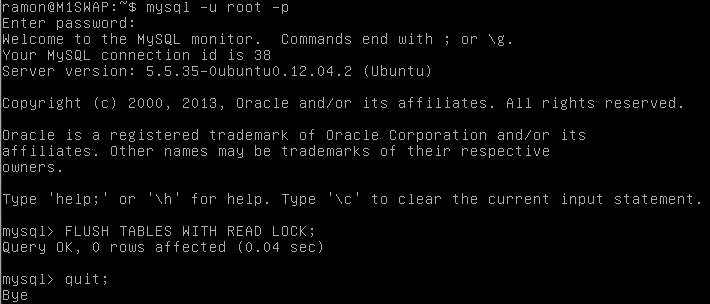 ramon@M1SWAP:~$ mysql -u root -p
Enter password:
Welcome to the MySQL monitor.  Commands end with ; or \g.
Your MySQL connection id is 38
Server version: 5.5.35-0ubuntu0.12.04.2 (Ubuntu)

Copyright (c) 2000, 2013, Oracle and/or its affiliates. All rights reserved.

Oracle is a registered trademark of Oracle Corporation and/or its
affiliates. Other names may be trademarks of their respective
owners.

Type 'help;' or '\h' for help. Type '\c' to clear the current input statement.

mysql> FLUSH TABLES WITH READ LOCK;
Query OK, 0 rows affected (0.04 sec)

mysql> quit;
Bye